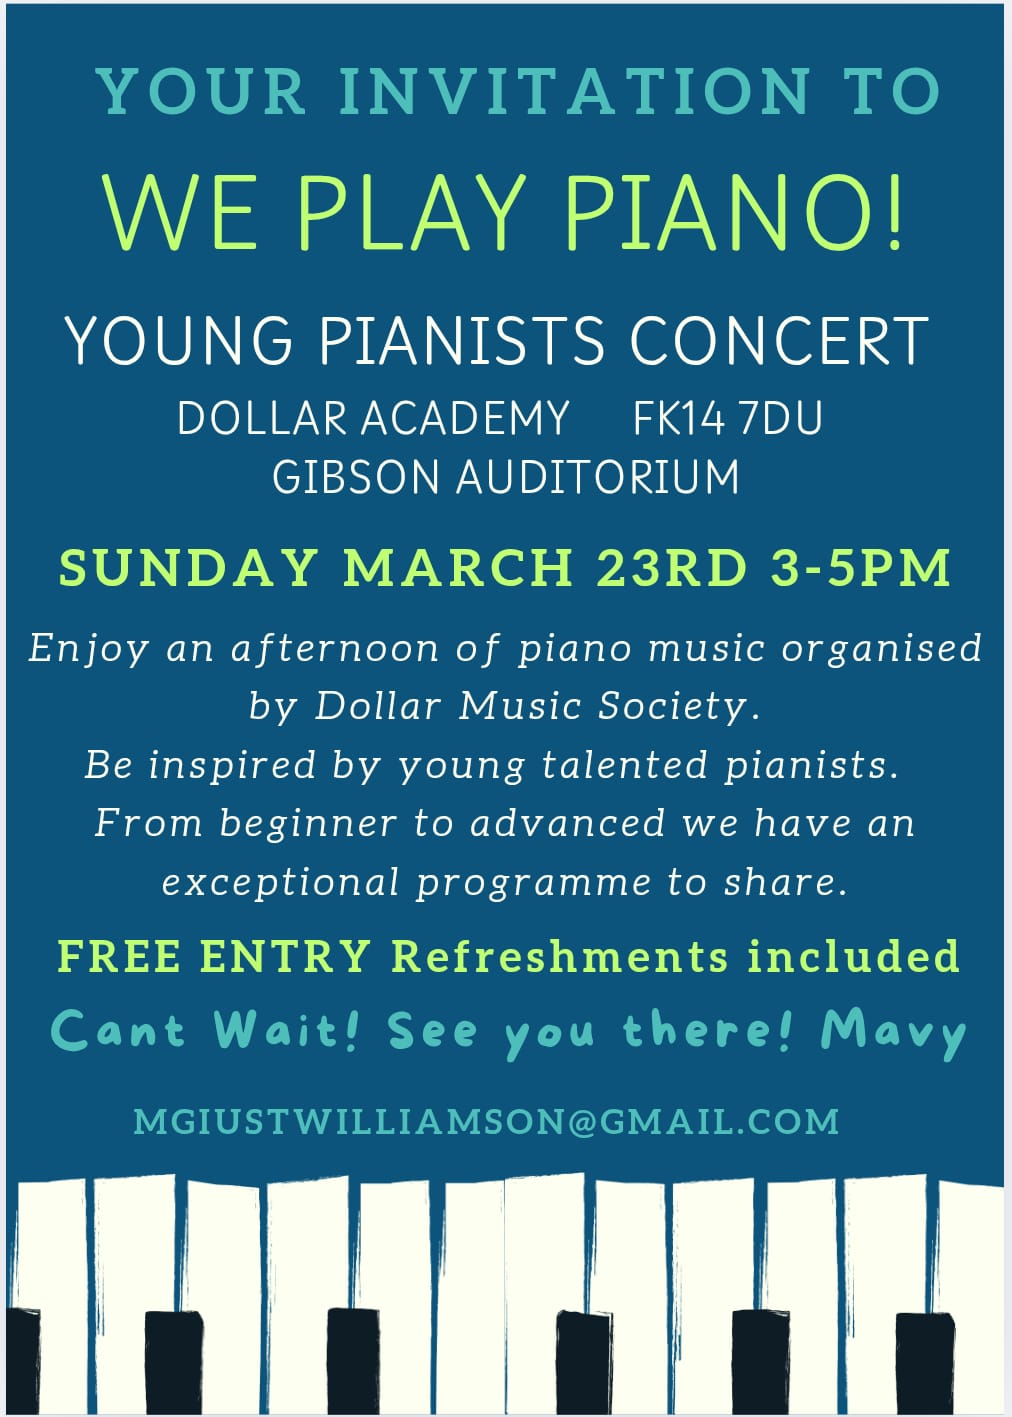 YOUR INVITATION TO
WE PLAY PIANO!
YOUNG PIANISTS CONCERT
DOLLAR ACADEMY FK14 7DU
GIBSON AUDITORIUM
SUNDAY MARCH 23RD 3-5PM
Enjoy an afternoon of piano music organised
by Dollar Music Society.
Be inspired by young talented pianists.
From beginner to advanced we have an
exceptional programme to share.
FREE ENTRY Refreshments included
Cant Wait! See you there! Mavy
MGIUSTWILLIAMSON@GMAIL.COM